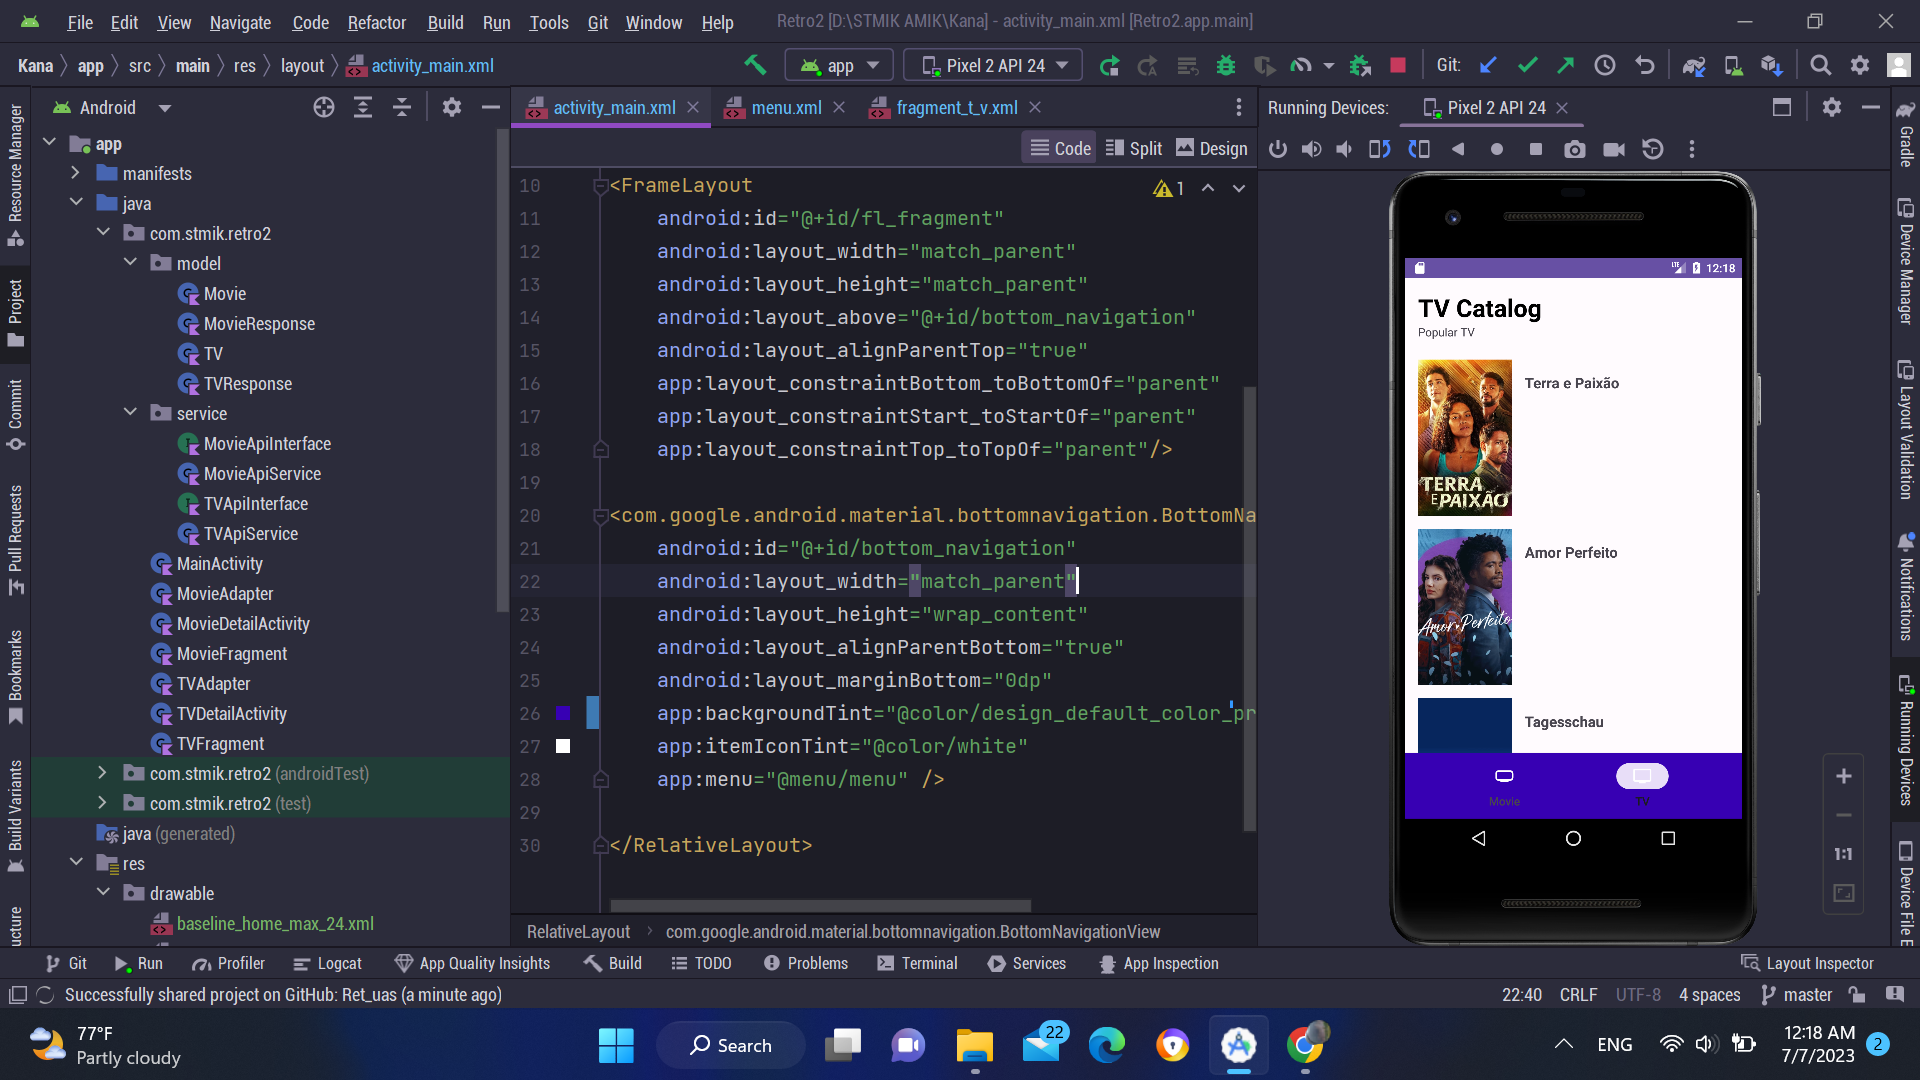 File Edit View Navigate Code Refactor Build Run Tools Git Window Help Retro2 [D:\STMIK AMIK\Kana] - activity_main.xml [Retro2.app.main]
Kana app src main res layout activity_main.xml app Pixel 2 API 24 Git:
Android activity_main.xml menu.xml fragment_t_v.xml Running Devices: Pixel 2 API 24
Code Split Design
Resource Manager
Project
Commit
Pull Requests
Bookmarks
Build Variants
ucture
app
manifests
java
com.stmik.retro2
model
Movie
MovieResponse
TV
TVResponse
service
MovieApiInterface
MovieApiService
TVApiInterface
TVApiService
MainActivity
MovieAdapter
MovieDetailActivity
MovieFragment
TVAdapter
TVDetailActivity
TVFragment
com.stmik.retro2 (androidTest)
com.stmik.retro2 (test)
java (generated)
res
drawable
baseline_home_max_24.xml
1
10 <FrameLayout
11 android:id="@+id/fl_fragment"
12 android:layout_width="match_parent"
13 android:layout_height="match_parent"
14 android:layout_above="@+id/bottom_navigation"
15 android:layout_alignParentTop="true"
16 app:layout_constraintBottom_toBottomOf="parent"
17 app:layout_constraintStart_toStartOf="parent"
18 app:layout_constraintTop_toTopOf="parent"/>
19
20 <com.google.android.material.bottomnavigation.BottomNa
21 android:id="@+id/bottom_navigation"
22 android:layout_width="match_parent"
23 android:layout_height="wrap_content"
24 android:layout_alignParentBottom="true"
25 android:layout_marginBottom="0dp"
26 app:backgroundTint="@color/design_default_color_pr
27 app:itemIconTint="@color/white"
28 app:menu="@menu/menu" />
29
30 </RelativeLayout>
RelativeLayout com.google.android.material.bottomnavigation.BottomNavigationView
LTE 12:18
TV Catalog
Popular TV
TERRA E PAIXÃO
Terra e Paixão
Amor Perfeito
Amor Perfeito
Tagesschau
Movie TV
1:1
Gradle
Device Manager
Layout Validation
Notifications
Running Devices
Device File E
Git Run Profiler Logcat App Quality Insights Build TODO Problems Terminal Services App Inspection Layout Inspector
Successfully shared project on GitHub: Ret_uas (a minute ago) 22:40 CRLF UTF-8 4 spaces master
77°F
Partly cloudy
Search
22
ENG
12:18 AM
7/7/2023
2